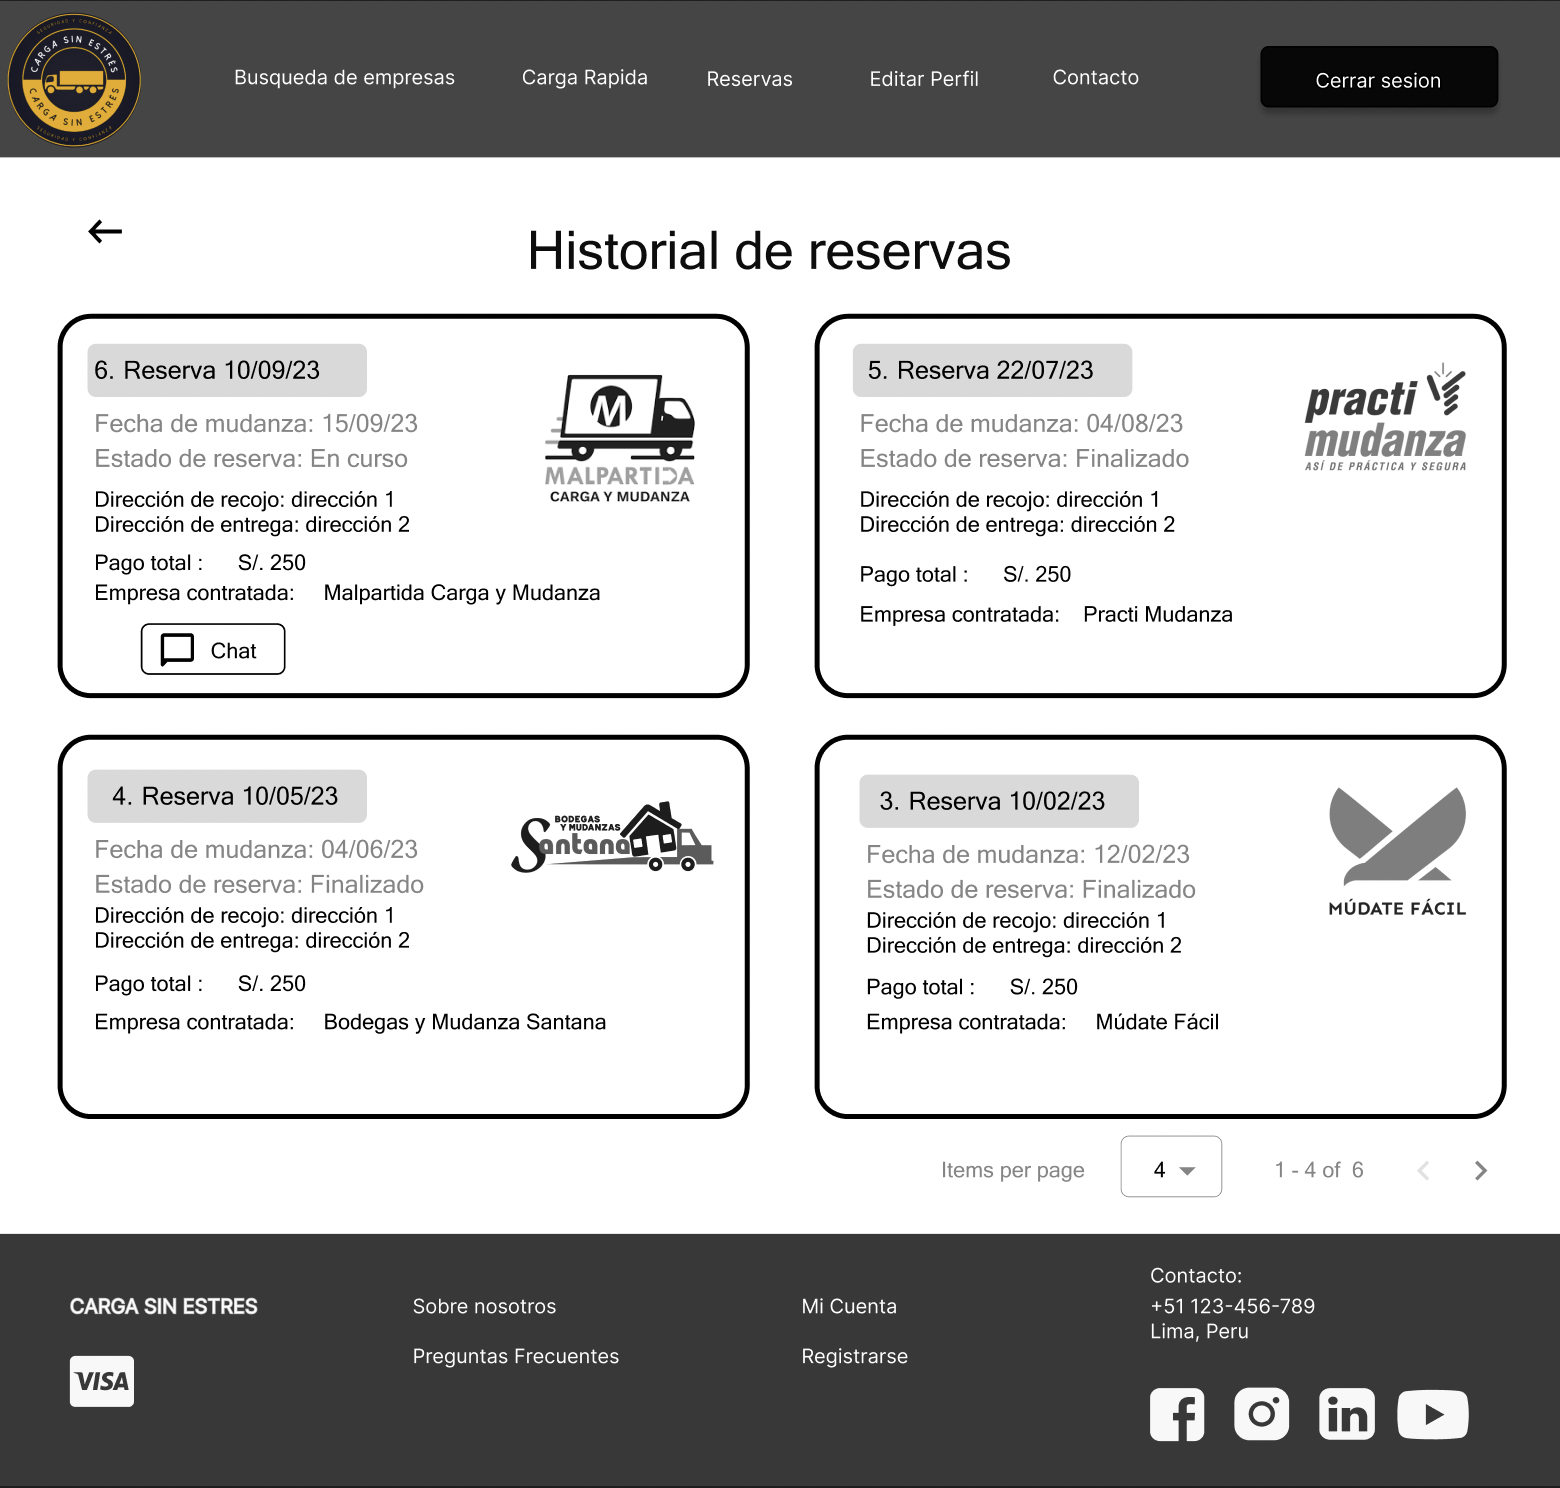 SEGURIDAD Y CONFIANZA
CARGA SIN ESTRÉS
CARGA SIN ESTRÉS
SEGURIDAD Y CONFIANZA
Busqueda de empresas
Carga Rapida
Reservas
Editar Perfil
Contacto
Cerrar sesion
Historial de reservas
6. Reserva 10/09/23
Fecha de mudanza: 15/09/23
Estado de reserva: En curso
Dirección de recojo: dirección 1
Dirección de entrega: dirección 2
Pago total : S/. 250
Empresa contratada: Malpartida Carga y Mudanza
Chat
M
MALPARTIDA
CARGA Y MUDANZA
5. Reserva 22/07/23
Fecha de mudanza: 04/08/23
Estado de reserva: Finalizado
Dirección de recojo: dirección 1
Dirección de entrega: dirección 2
Pago total : S/. 250
Empresa contratada: Practi Mudanza
practi
mudanza
ASÍ DE PRÁCTICA Y SEGURA
4. Reserva 10/05/23
Fecha de mudanza: 04/06/23
Estado de reserva: Finalizado
Dirección de recojo: dirección 1
Dirección de entrega: dirección 2
Pago total : S/. 250
Empresa contratada: Bodegas y Mudanza Santana
BODEGAS
Y MUDANZAS
Santana
3. Reserva 10/02/23
Fecha de mudanza: 12/02/23
Estado de reserva: Finalizado
Dirección de recojo: dirección 1
Dirección de entrega: dirección 2
Pago total : S/. 250
Empresa contratada: Múdate Fácil
MÚDATE FÁCIL
Items per page 4 1 - 4 of 6
CARGA SIN ESTRES
VISA
Sobre nosotros
Preguntas Frecuentes
Mi Cuenta
Registrarse
Contacto:
+51 123-456-789
Lima, Peru
f
in